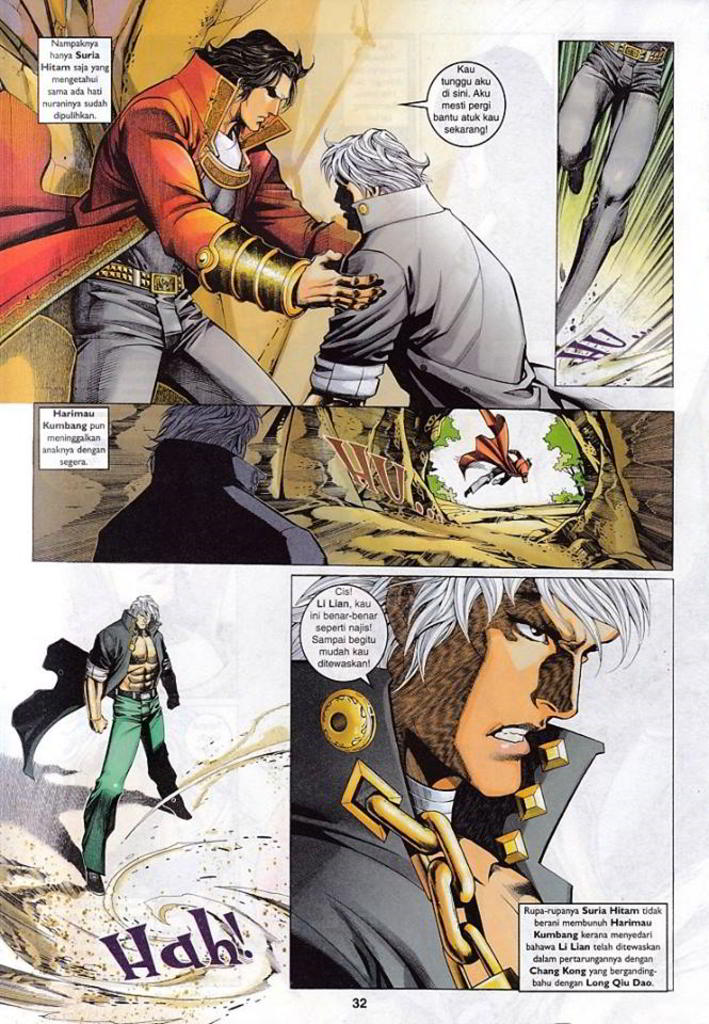 Nampaknya
hanya Suria
Hitam saja yang
mengetahui
sama ada hati
nuraninya sudah
dipulihkan.
Kau
tunggu aku
di sini. Aku
mesti pergi
bantu atuk kau
sekarang!
HU...
Harimau
Kumbang pun
meninggalkan
anaknya dengan
segera.
HU...
Cis!
Li Lian, kau
ini benar-benar
seperti najis!
Sampai begitu
mudah kau
ditewaskan!
Hah!
Rupa-rupanya Suria Hitam tidak
berani membunuh Harimau
Kumbang kerana menyedari
bahawa Li Lian telah ditewaskan
dalam pertarungannya dengan
Chang Kong yang berganding-
bahu dengan Long Qiu Dao.
32